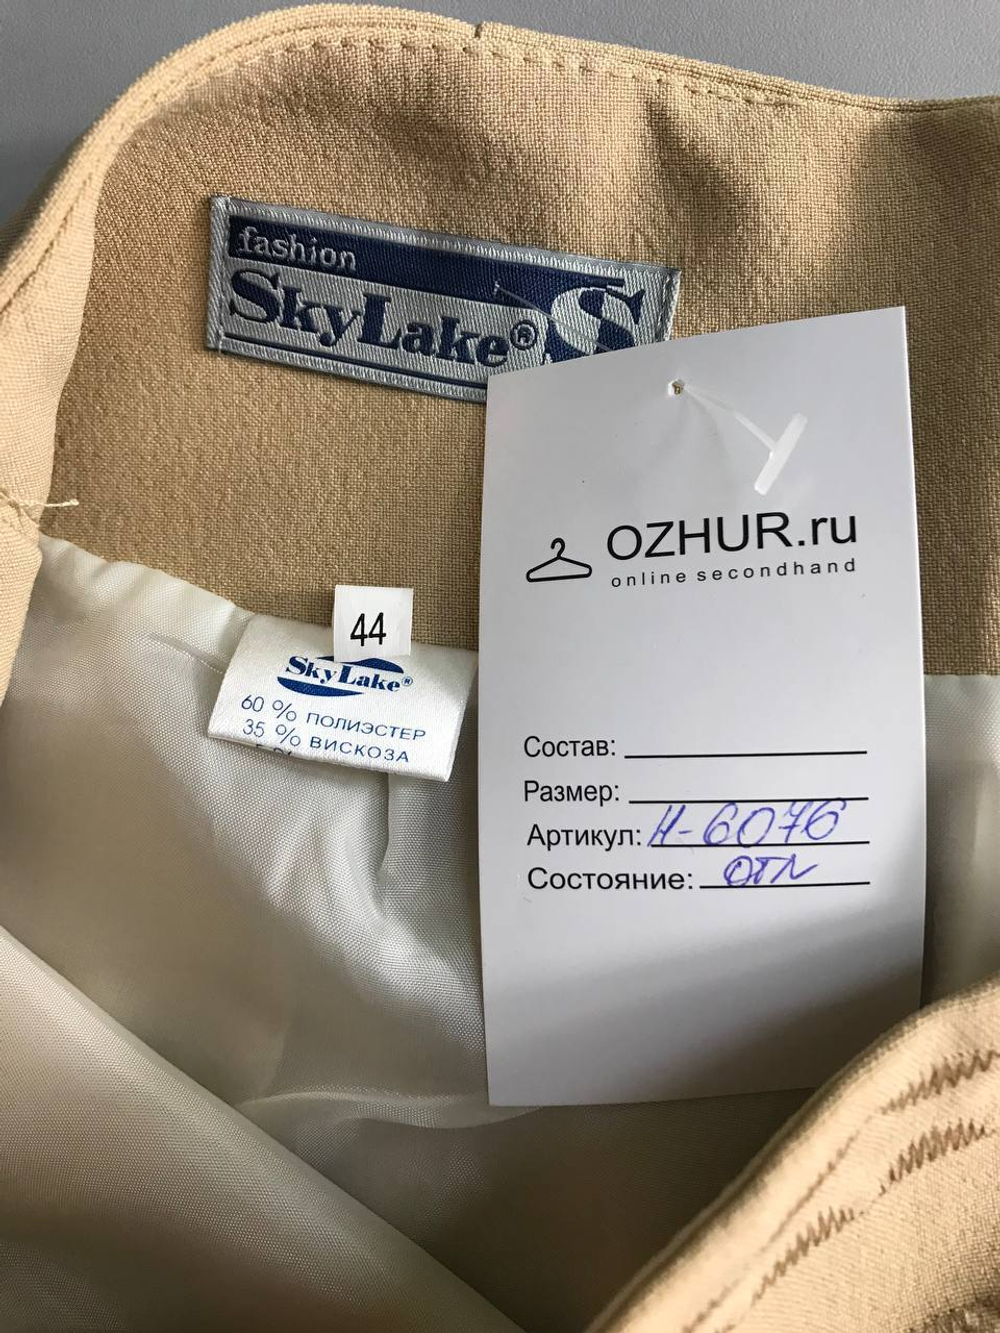 fashion
SkyLake®
S
OZHUR.ru
online secondhand
44
SkyLake®
60 % ПОЛИЭСТЕР
35 % ВИСКОЗА
Состав:
Размер:
Артикул: И-6076
Состояние: отл